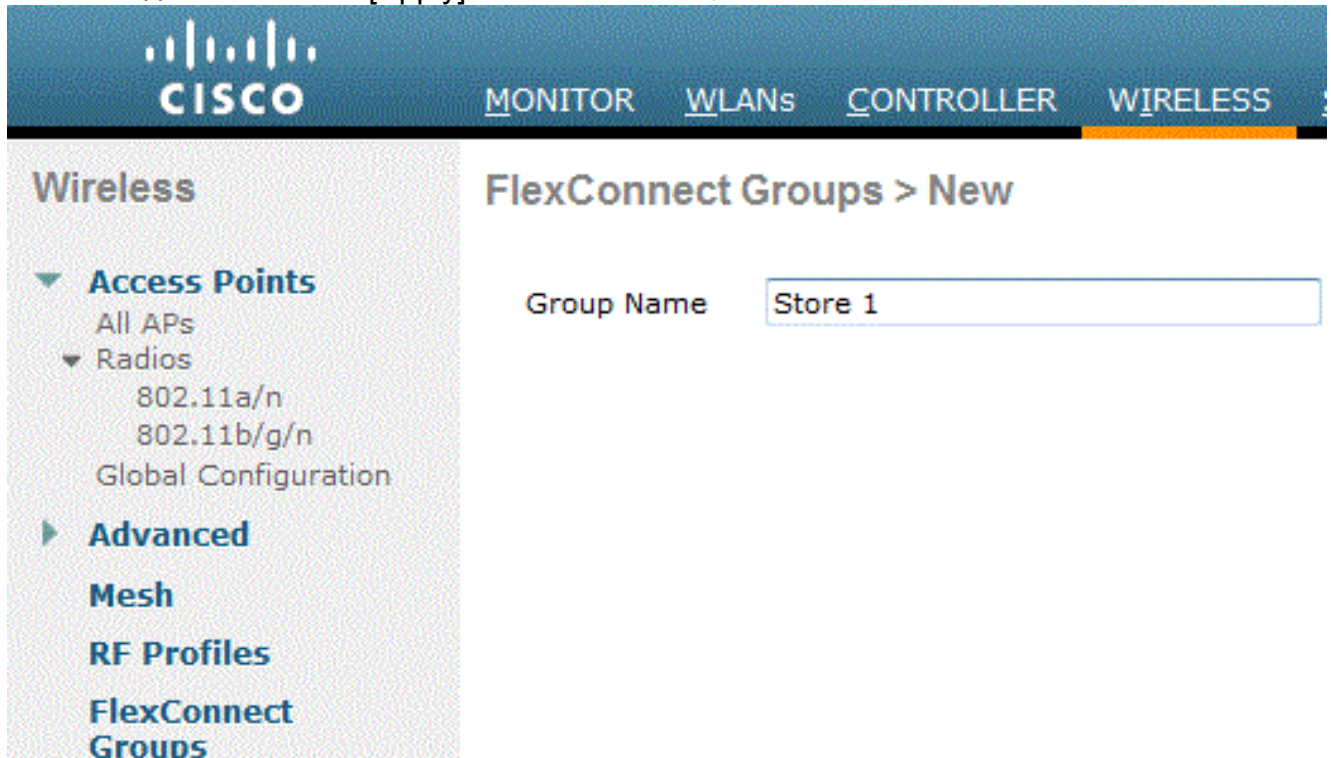 CISCO
MONITOR WLANs CONTROLLER WIRELESS
Wireless
FlexConnect Groups > New
Access Points
Group Name Store 1
All APs
Radios
802.11a/n
802.11b/g/n
Global Configuration
Advanced
Mesh
RF Profiles
FlexConnect
Groups